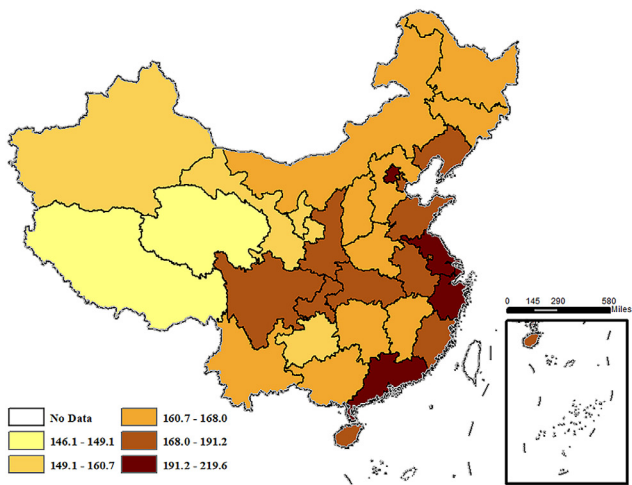 0 145 290 580
Miles
No Data
160.7 - 168.0
146.1 - 149.1
168.0 - 191.2
149.1 - 160.7
191.2 - 219.6